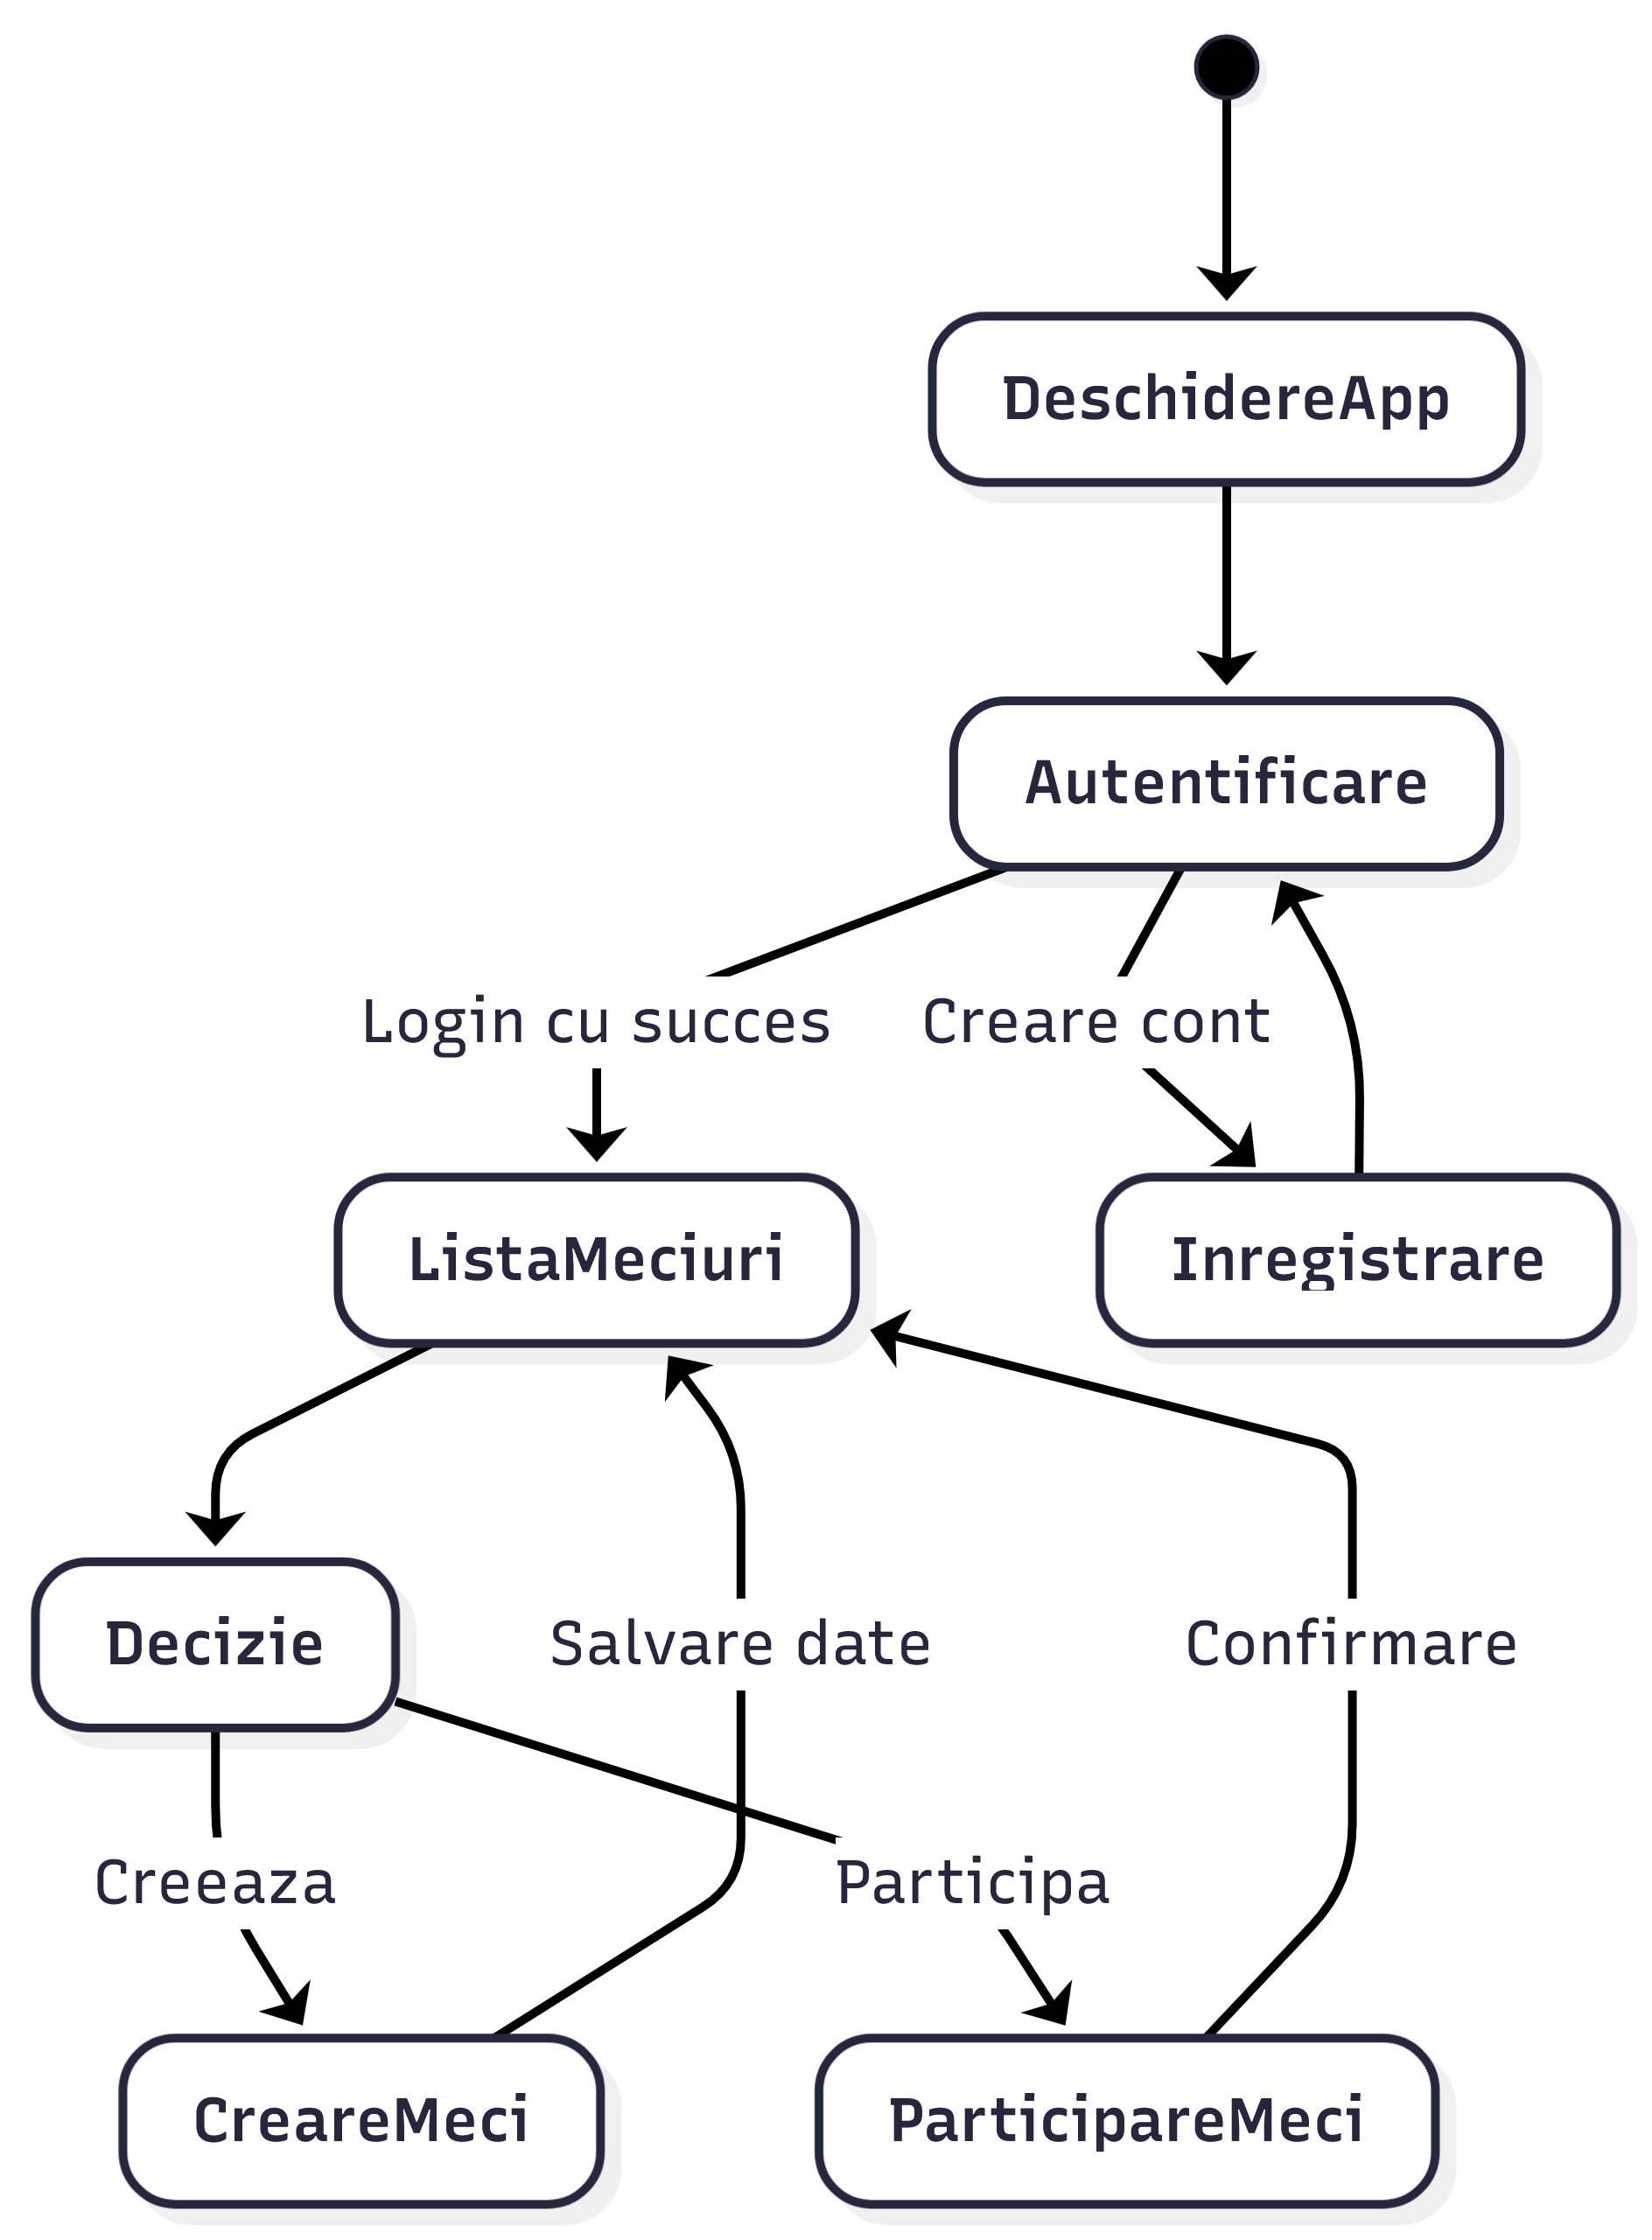 DeschidereApp
Autentificare
Login cu succes
Creare cont
ListaMeciuri
Inregistrare
Decizie
Salvare date
Confirmare
Creeaza
Participa
CreareMeci
ParticipareMeci